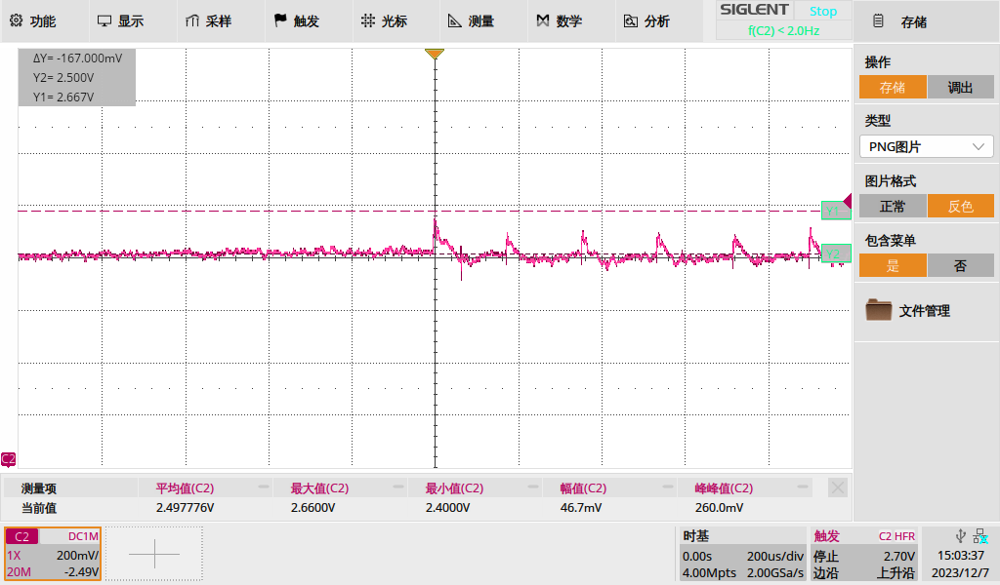 功能
显示
采样
触发
光标
测量
数学
分析
SIGLENT
Stop
f(C2) < 2.0Hz
存储
ΔY= -167.000mV
Y2= 2.500V
Y1= 2.667V
Y1
Y2
C2
操作
存储 调出
类型
PNG图片
图片格式
正常 反色
包含菜单
是 否
文件管理
测量项 平均值(C2) 最大值(C2) 最小值(C2) 幅值(C2) 峰峰值(C2)
当前值 2.497776V 2.6600V 2.4000V 46.7mV 260.0mV
C2 DC1M
1X 200mV/
20M -2.49V
时基
0.00s 200us/div
4.00Mpts 2.00GSa/s
触发 C2 HFR
停止 2.70V
边沿 上升沿
15:03:37
2023/12/7